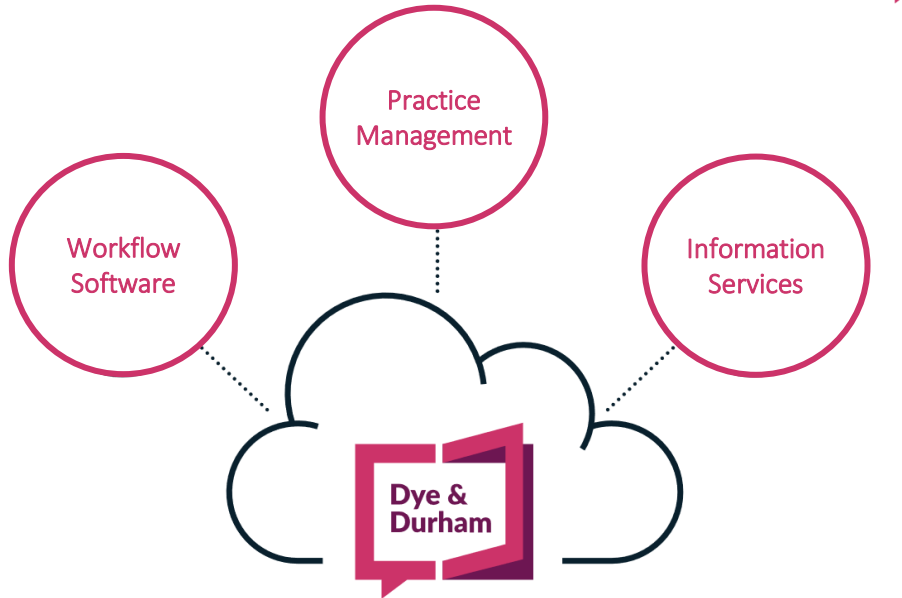 Practice
Management
Workflow
Software
Information
Services
Dye &
Durham